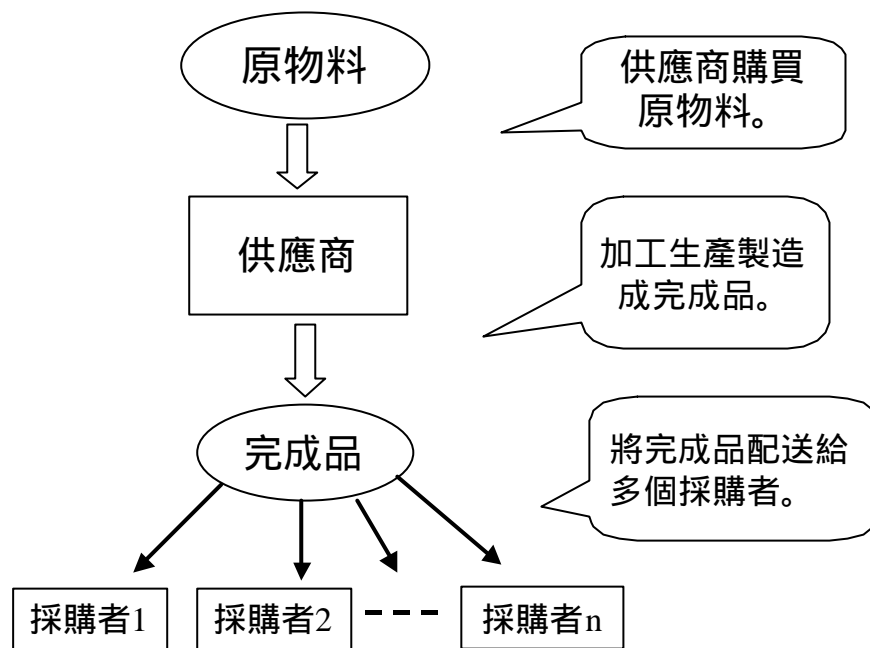 原物料
供應商購買
原物料。
供應商
加工生產製造
成完成品。
完成品
將完成品配送給
多個採購者。
採購者1
採購者2
採購者n